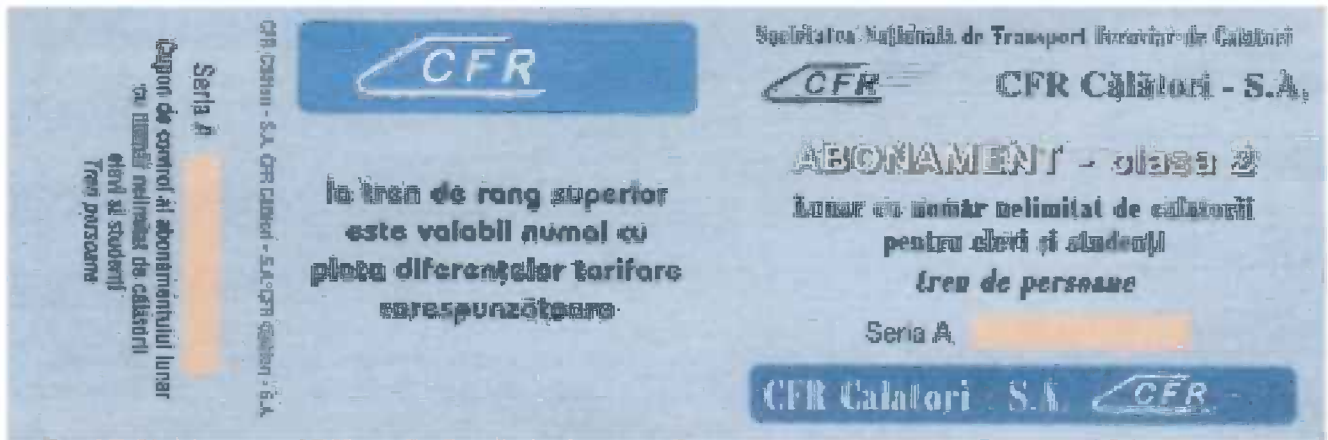 Seria A
Cupon de control al abonamentului lunar
nelimitat de călătorii
elevi și studenți
Tren persoane
CFR Călători - S.A. CFR Călători - S.A. CFR Călători - S.A.
CFR
la tren de rang superior
este valabil numai cu
plata diferențelor tarifare
corespunzătoare
Societatea Națională de Transport Feroviar de Călători
CFR CFR Călători - S.A.
ABONAMENT - clasa 2
Lunar cu număr nelimitat de călătorii
pentru elevi și studenți
tren de persoane
Seria A
CFR Calatori S.A. CFR